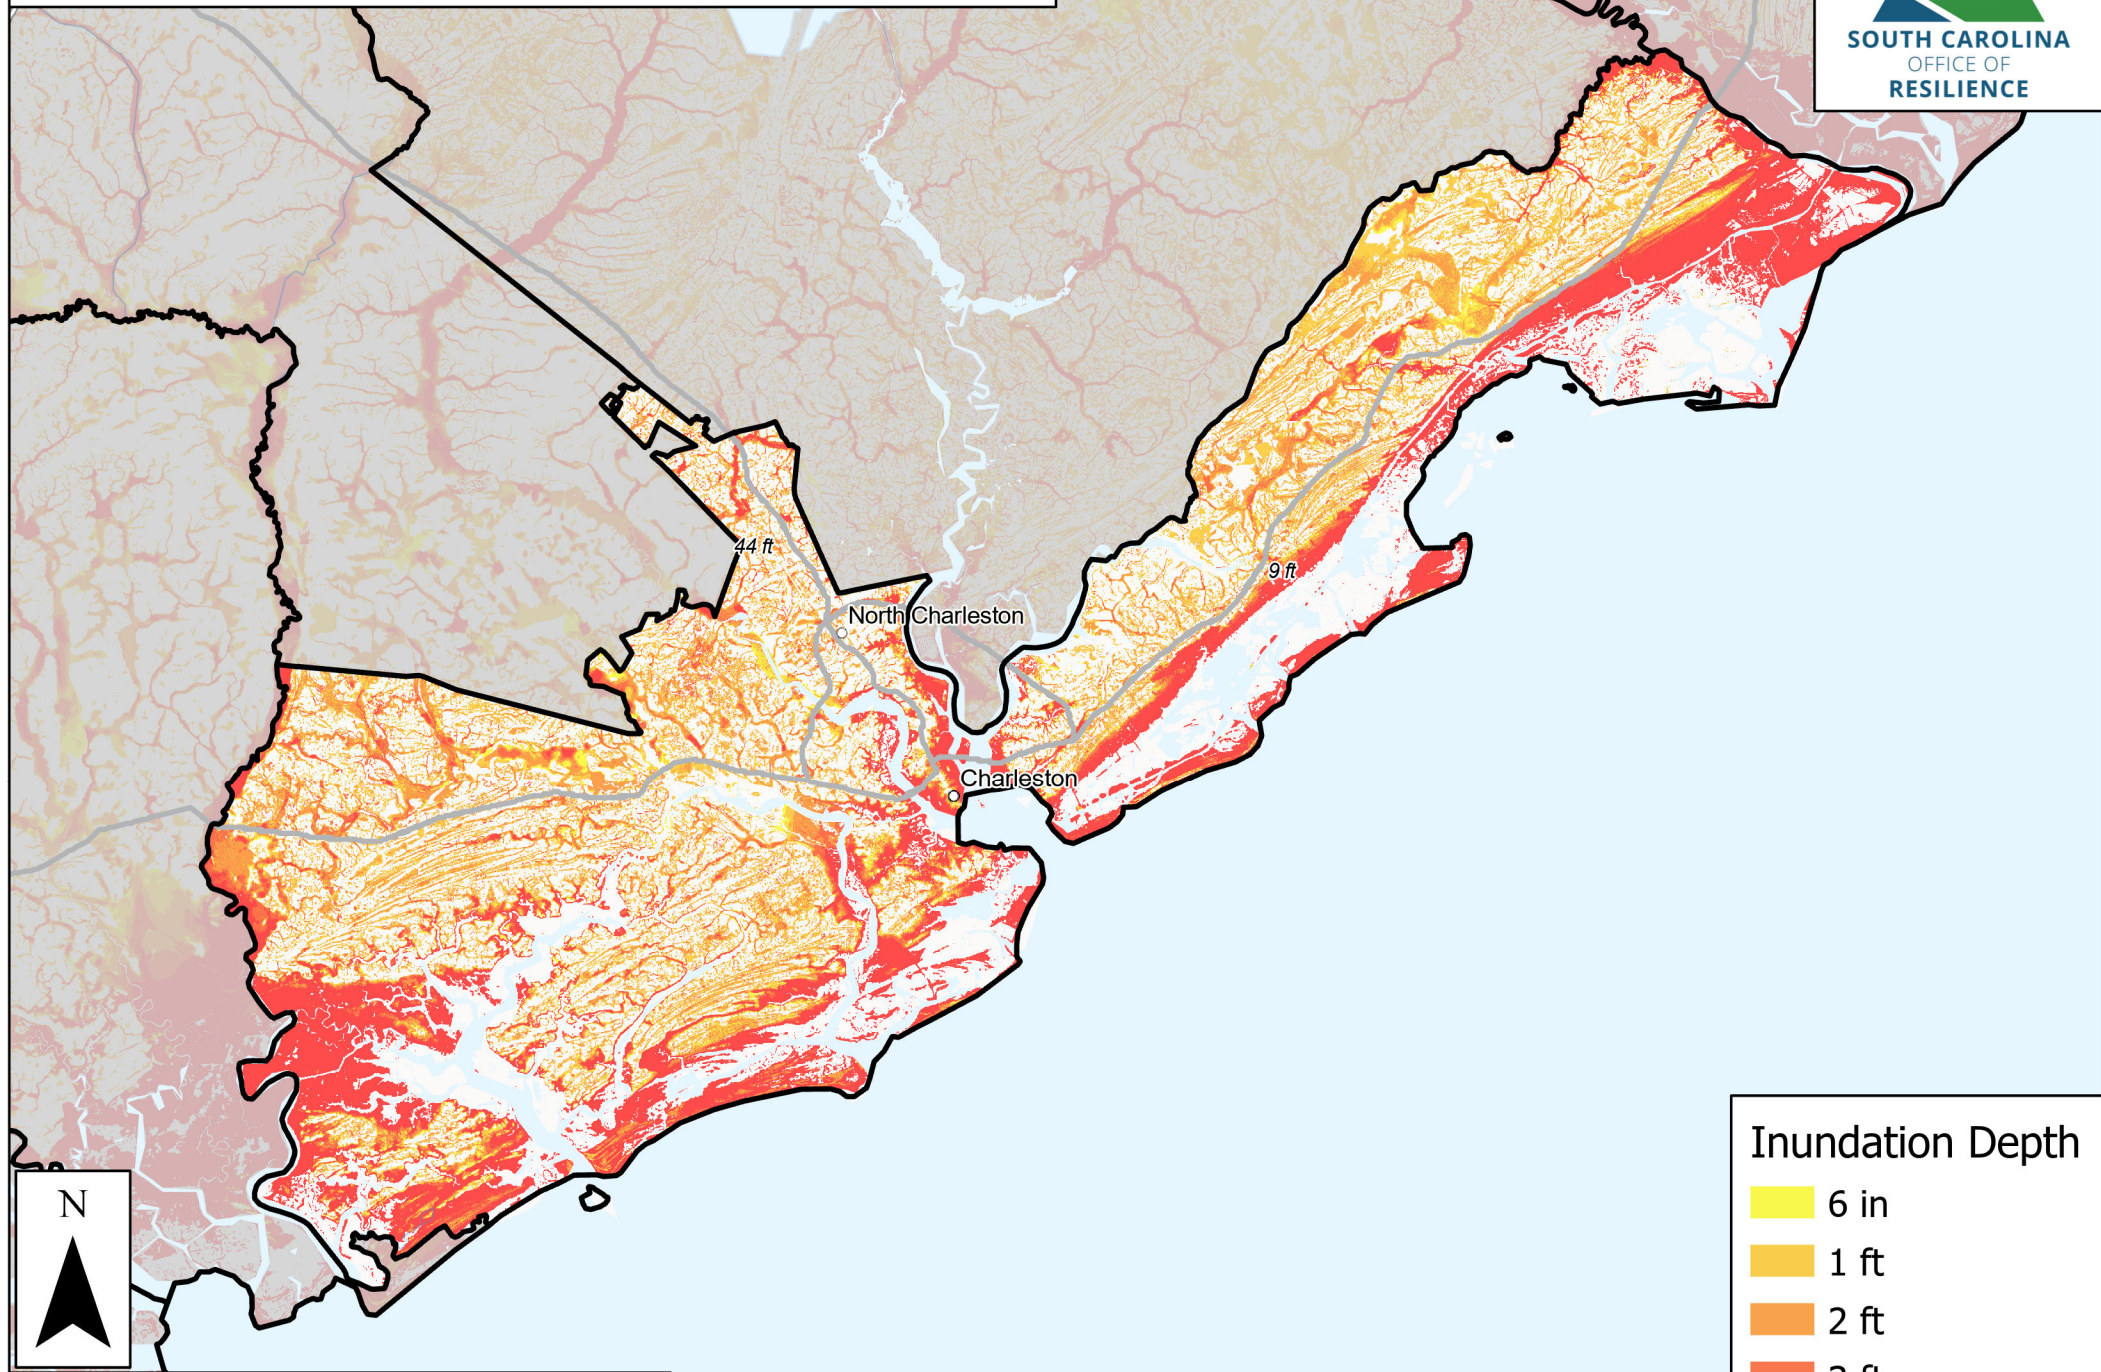 SOUTH CAROLINA
OFFICE OF
RESILIENCE
44 ft
9 ft
North Charleston
Charleston
Inundation Depth
6 in
1 ft
2 ft
N